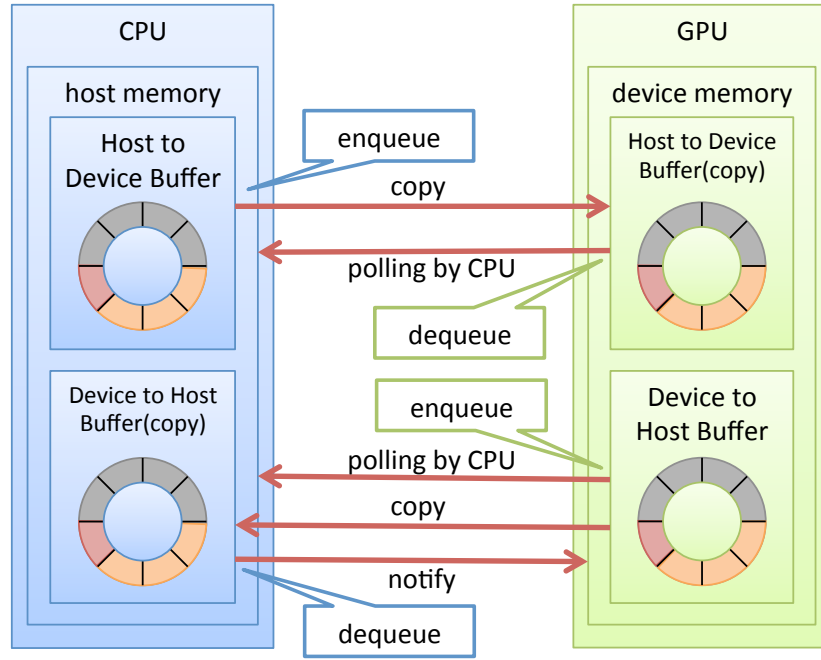 CPU
host memory
Host to
Device Buffer
Device to Host
Buffer(copy)
enqueue
copy
polling by CPU
dequeue
enqueue
polling by CPU
copy
notify
dequeue
GPU
device memory
Host to Device
Buffer(copy)
Device to
Host Buffer